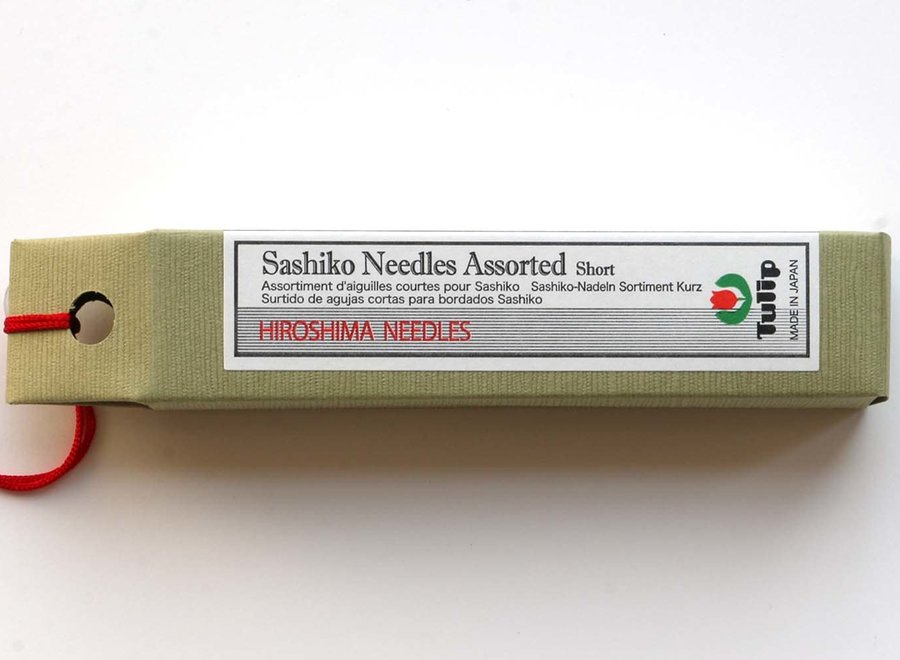 Sashiko Needles Assorted Short
Assortiment d'aiguilles courtes pour Sashiko Sashiko-Nadeln Sortiment Kurz
Surtido de agujas cortas para bordados Sashiko
HIROSHIMA NEEDLES
Tulip
MADE IN JAPAN